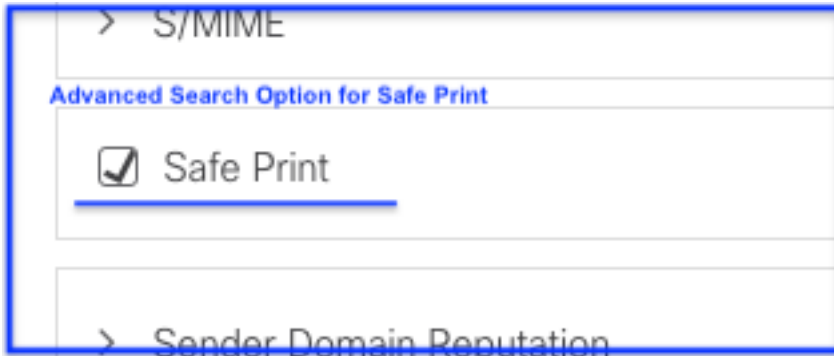 S/MIME
Advanced Search Option for Safe Print
Safe Print
Sender Domain Reputation